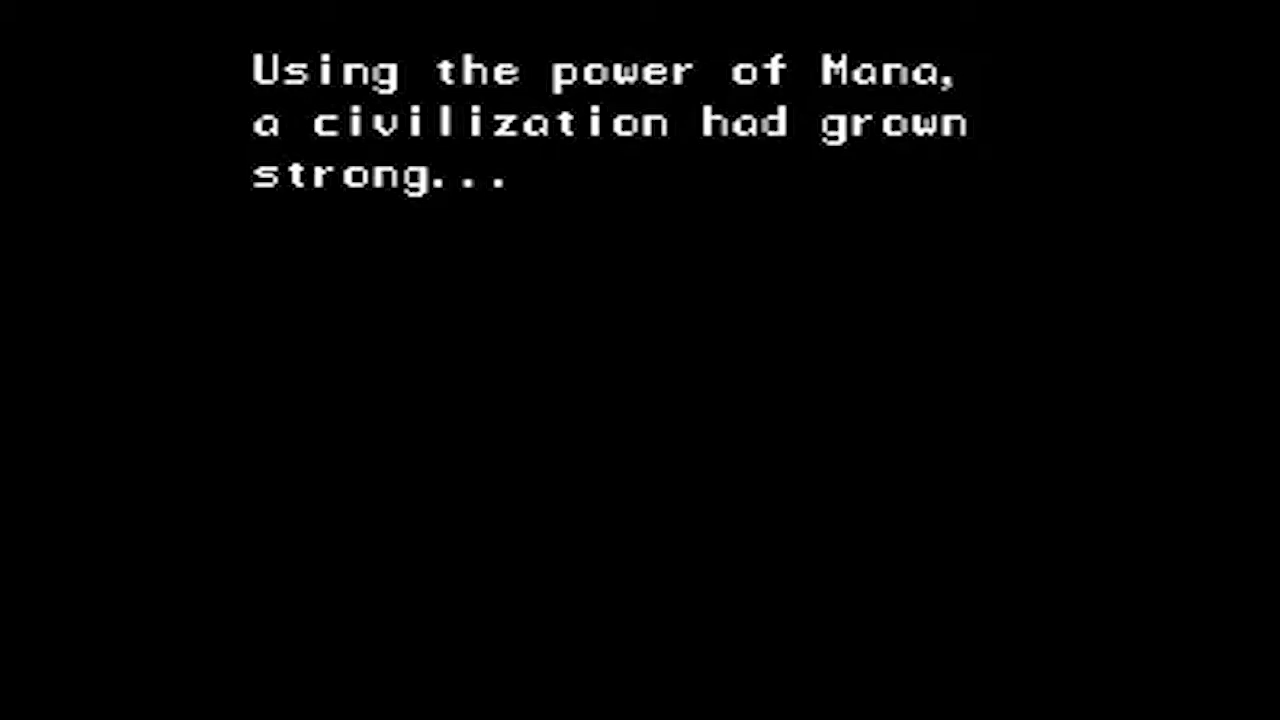 Using the power of Mana,
a civilization had grown
strong...